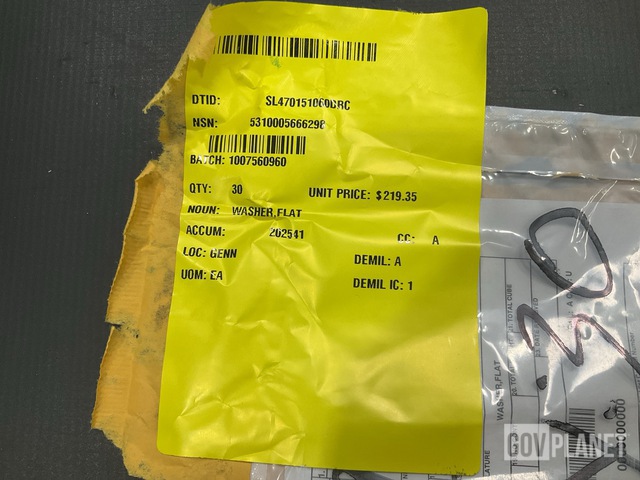 DTID: SL470151060DRC
NSN: 5310005666298
BATCH: 1007560960
QTY: 30 UNIT PRICE: $219.35
NOUN: WASHER,FLAT
ACCUM: 202541 CC: A
LOC: GENN DEMIL: A
UOM: EA DEMIL IC: 1
WASHER,FLAT
GOVPLANET